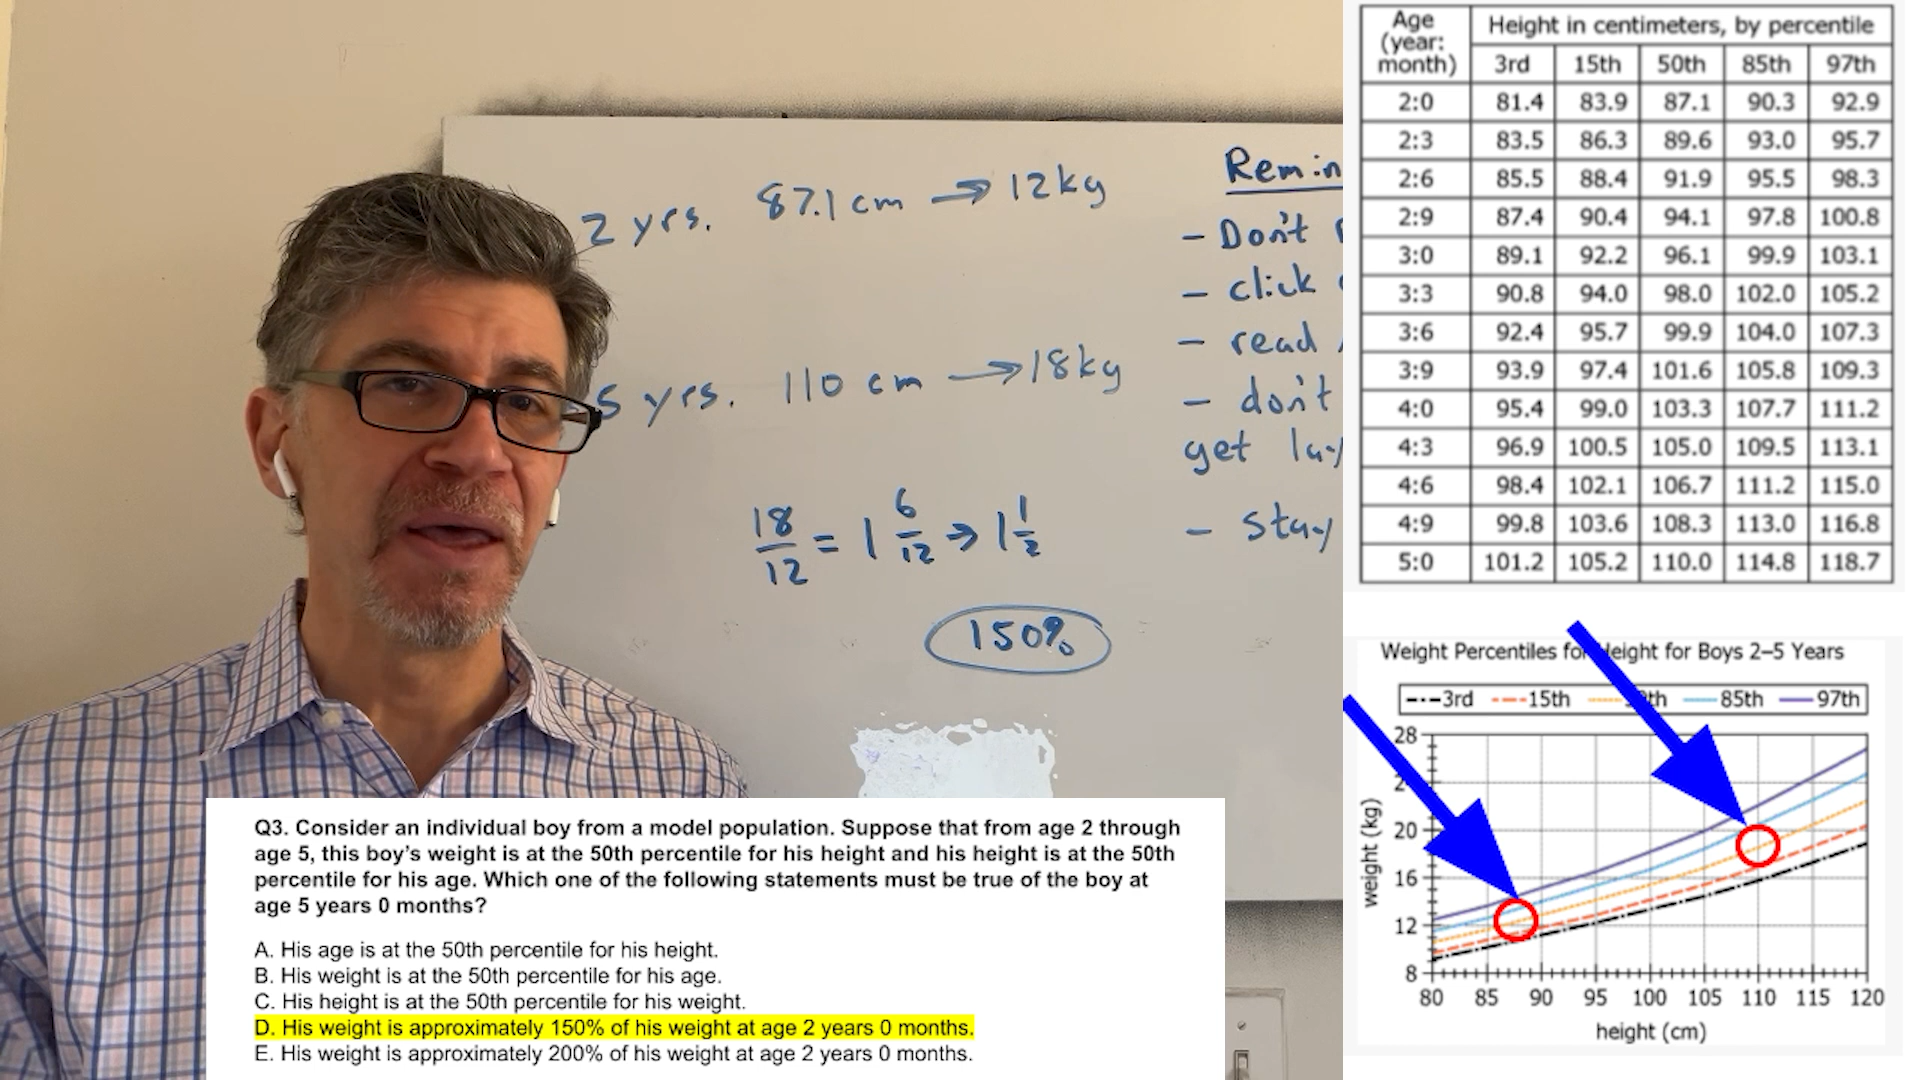 2 yrs. 87.1 cm → 12kg
5 yrs. 110 cm → 18kg
18/12 = 1 6/12 → 1 1/2
150%
Remin
- Don't
- click
- read
- don't
get
- stay
Age (year: month) Height in centimeters, by percentile
3rd 15th 50th 85th 97th
2:0 81.4 83.9 87.1 90.3 92.9
2:3 83.5 86.3 89.6 93.0 95.7
2:6 85.5 88.4 91.9 95.5 98.3
2:9 87.4 90.4 94.1 97.8 100.8
3:0 89.1 92.2 96.1 99.9 103.1
3:3 90.8 94.0 98.0 102.0 105.2
3:6 92.4 95.7 99.9 104.0 107.3
3:9 93.9 97.4 101.6 105.8 109.3
4:0 95.4 99.0 103.3 107.7 111.2
4:3 96.9 100.5 105.0 109.5 113.1
4:6 98.4 102.1 106.7 111.2 115.0
4:9 99.8 103.6 108.3 113.0 116.8
5:0 101.2 105.2 110.0 114.8 118.7
Weight Percentiles for Height for Boys 2–5 Years
3rd 15th th 85th 97th
weight (kg)
28
2
20
16
12
8
80 85 90 95 100 105 110 115 120
height (cm)
Q3. Consider an individual boy from a model population. Suppose that from age 2 through
age 5, this boy's weight is at the 50th percentile for his height and his height is at the 50th
percentile for his age. Which one of the following statements must be true of the boy at
age 5 years 0 months?
A. His age is at the 50th percentile for his height.
B. His weight is at the 50th percentile for his age.
C. His height is at the 50th percentile for his weight.
D. His weight is approximately 150% of his weight at age 2 years 0 months.
E. His weight is approximately 200% of his weight at age 2 years 0 months.